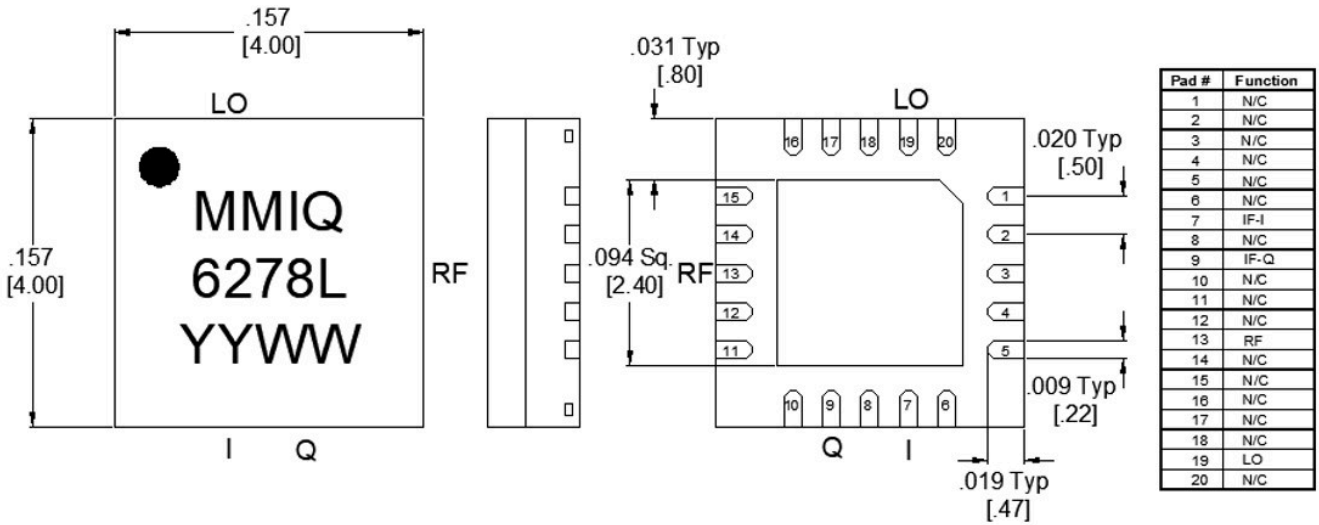 .157
[4.00]
LO
MMIQ
6278L
YYWW
.157
[4.00]
RF
I
Q
.031 Typ
[.80]
LO
16
17
18
19
20
.020 Typ
[.50]
15
14
13
12
11
1
2
3
4
5
.094 Sq.
[2.40]
RF
.009 Typ
[.22]
10
9
8
7
6
Q
I
.019 Typ
[.47]
Pad # Function
1 N/C
2 N/C
3 N/C
4 N/C
5 N/C
6 N/C
7 IF-I
8 N/C
9 IF-Q
10 N/C
11 N/C
12 N/C
13 RF
14 N/C
15 N/C
16 N/C
17 N/C
18 N/C
19 LO
20 N/C